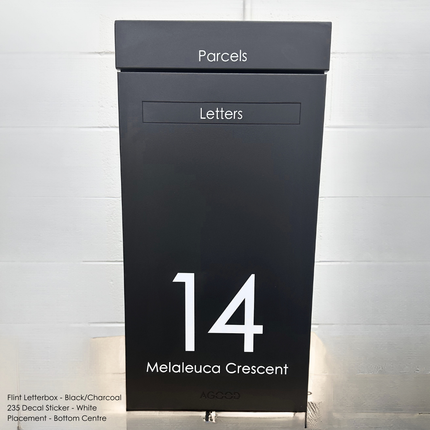 Parcels
Letters
14
Melaleuca Crescent
Flint Letterbox - Black/Charcoal
235 Decal Sticker - White
Placement - Bottom Centre